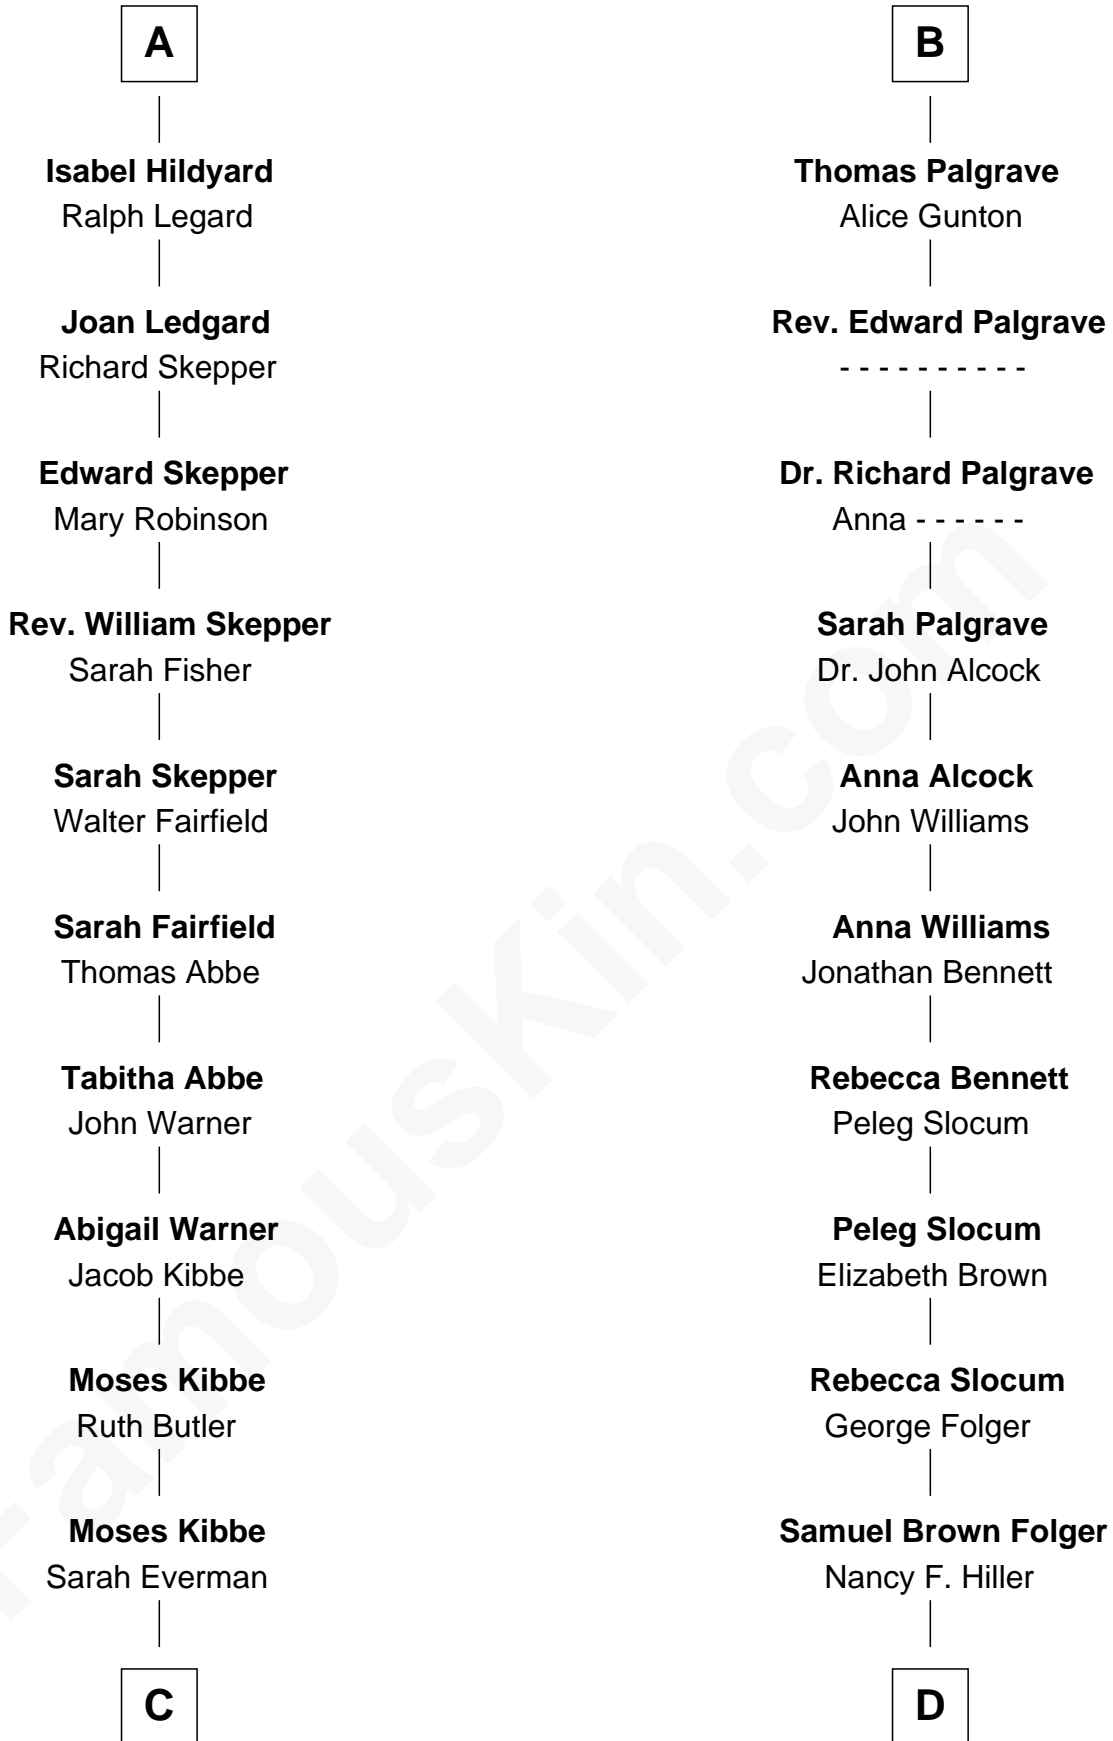 A
Isabel Hildyard
Ralph Legard
Joan Ledgard
Richard Skepper
Edward Skepper
Mary Robinson
Rev. William Skepper
Sarah Fisher
Sarah Skepper
Walter Fairfield
Sarah Fairfield
Thomas Abbe
Tabitha Abbe
John Warner
Abigail Warner
Jacob Kibbe
Moses Kibbe
Ruth Butler
Moses Kibbe
Sarah Everman
C
B
Thomas Palgrave
Alice Gunton
Rev. Edward Palgrave
- - - - - - - - - -
Dr. Richard Palgrave
Anna - - - - - -
Sarah Palgrave
Dr. John Alcock
Anna Alcock
John Williams
Anna Williams
Jonathan Bennett
Rebecca Bennett
Peleg Slocum
Peleg Slocum
Elizabeth Brown
Rebecca Slocum
George Folger
Samuel Brown Folger
Nancy F. Hiller
D
FamousKin.com